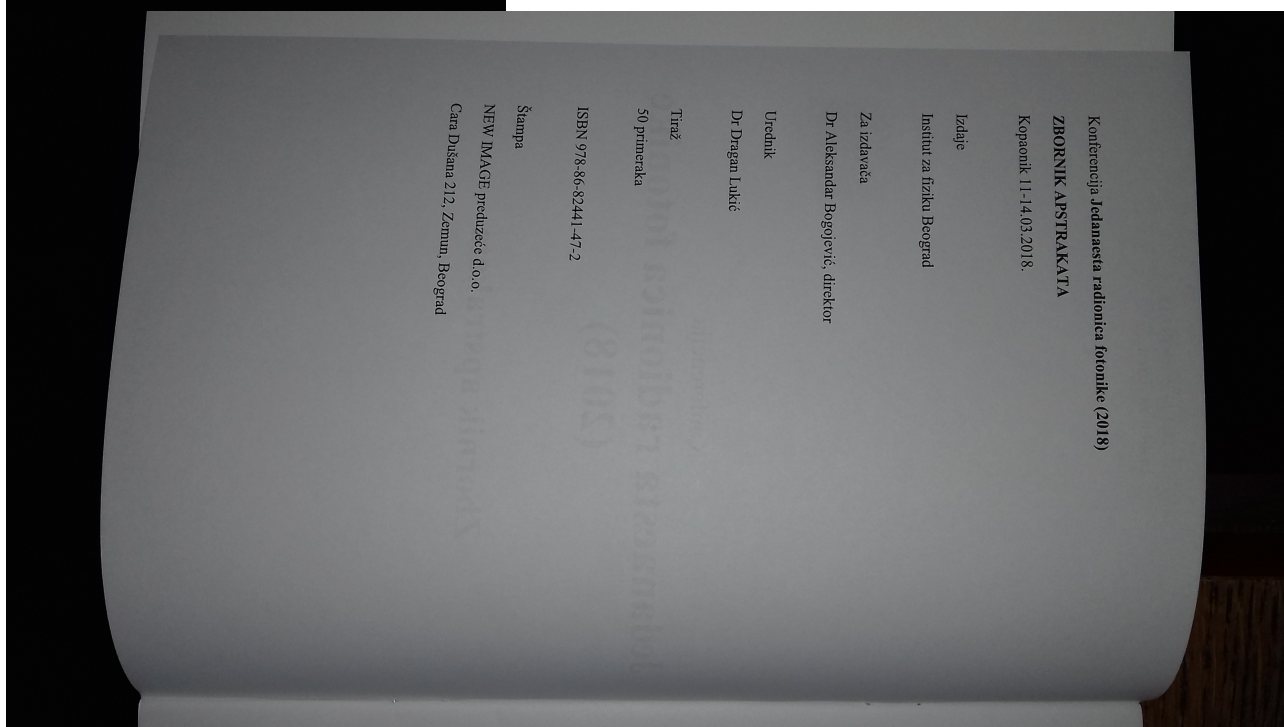 Konferencija Jedanaesta radionica fotonike (2018)
ZBORNIK APSTRAKATA
Kopaonik 11-14.03.2018.
Izdaje
Institut za fiziku Beograd
Za izdavača
Dr Aleksandar Bogojević, direktor
Urednik
Dr Dragan Lukić
Tiraž
50 primeraka
ISBN 978-86-82441-47-2
Štampa
NEW IMAGE preduzeće d.o.o.
Cara Dušana 212, Zemun, Beograd